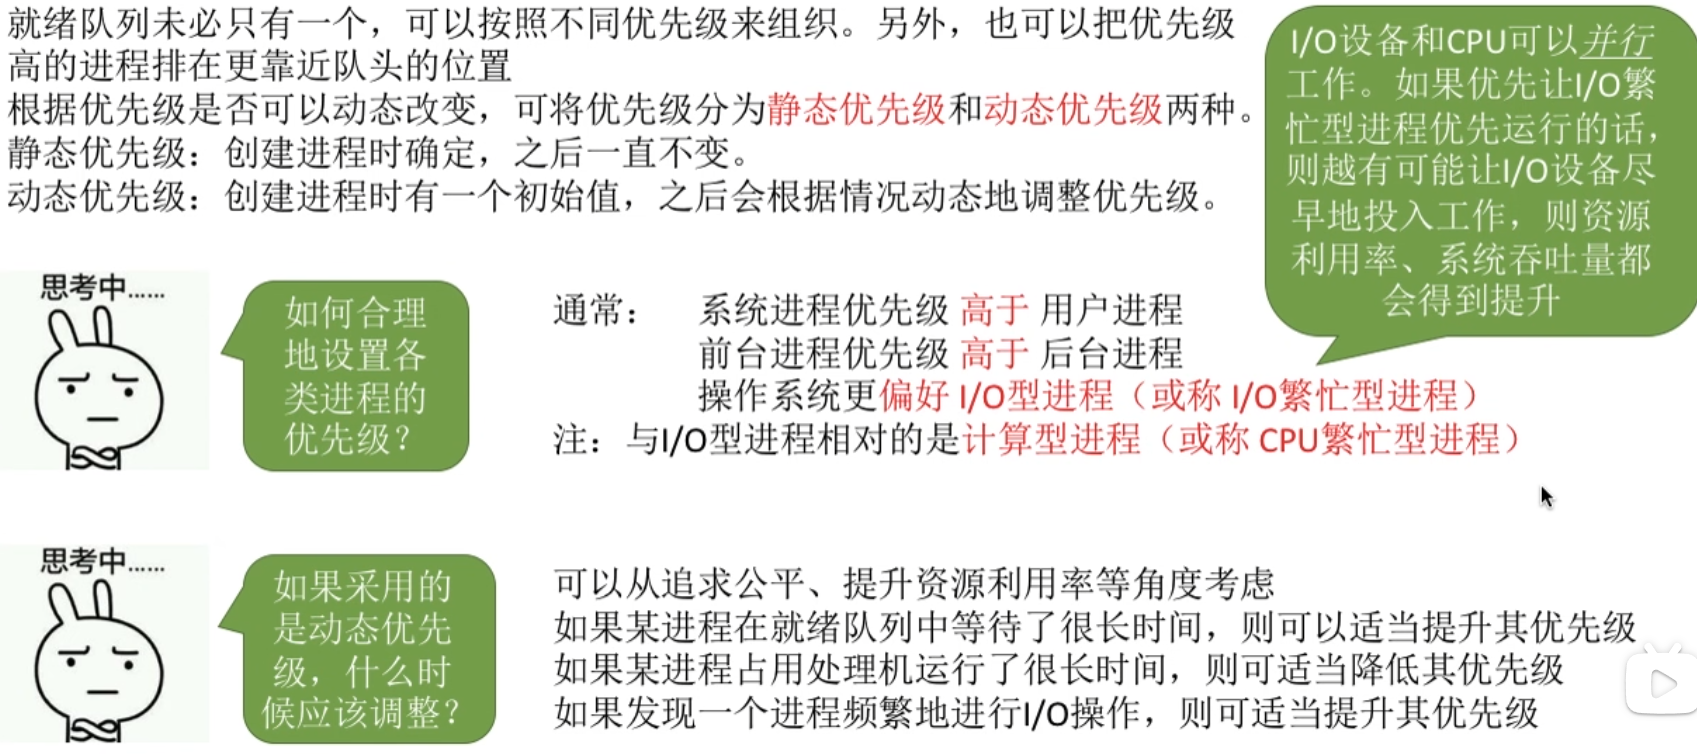 就绪队列未必只有一个，可以按照不同优先级来组织。另外，也可以把优先级
高的进程排在更靠近队头的位置
根据优先级是否可以动态改变，可将优先级分为静态优先级和动态优先级两种。
静态优先级：创建进程时确定，之后一直不变。
动态优先级：创建进程时有一个初始值，之后会根据情况动态地调整优先级。
I/O设备和CPU可以并行
工作。如果优先让I/O繁
忙型进程优先运行的话，
则越有可能让I/O设备尽
早地投入工作，则资源
利用率、系统吞吐量都
会得到提升
思考中......
如何合理
地设置各
类进程的
优先级？
通常： 系统进程优先级 高于 用户进程
前台进程优先级 高于 后台进程
操作系统更偏好 I/O型进程（或称 I/O繁忙型进程）
注：与I/O型进程相对的是计算型进程（或称 CPU繁忙型进程）
思考中......
如果采用的
是动态优先
级，什么时
候应该调整？
可以从追求公平、提升资源利用率等角度考虑
如果某进程在就绪队列中等待了很长时间，则可以适当提升其优先级
如果某进程占用处理机运行了很长时间，则可适当降低其优先级
如果发现一个进程频繁地进行I/O操作，则可适当提升其优先级